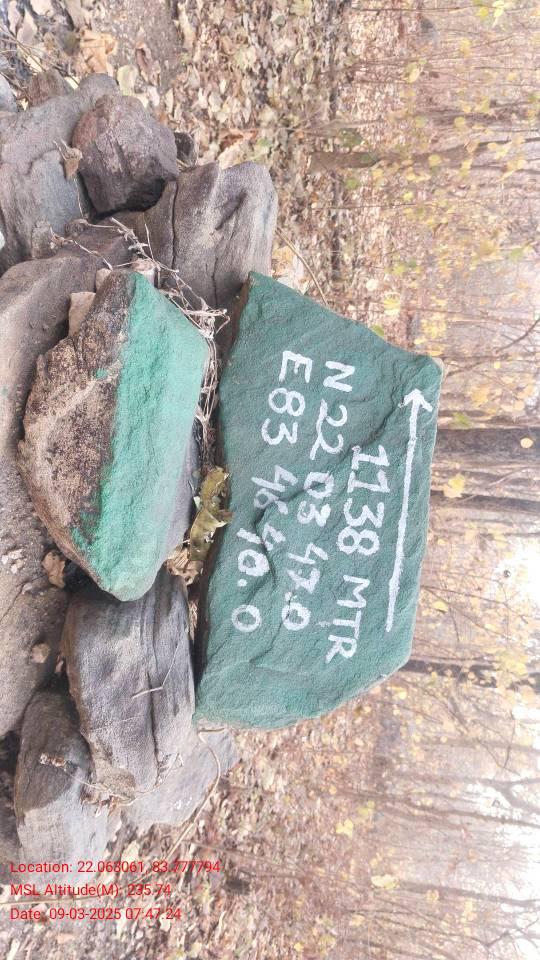 1138 MTR
N 22 03 47.0
E 83 46 40.0
Location: 22.063061, 83.777794
MSL Altitude(M): 235.74
Date: 09-03-2025 07:47:24